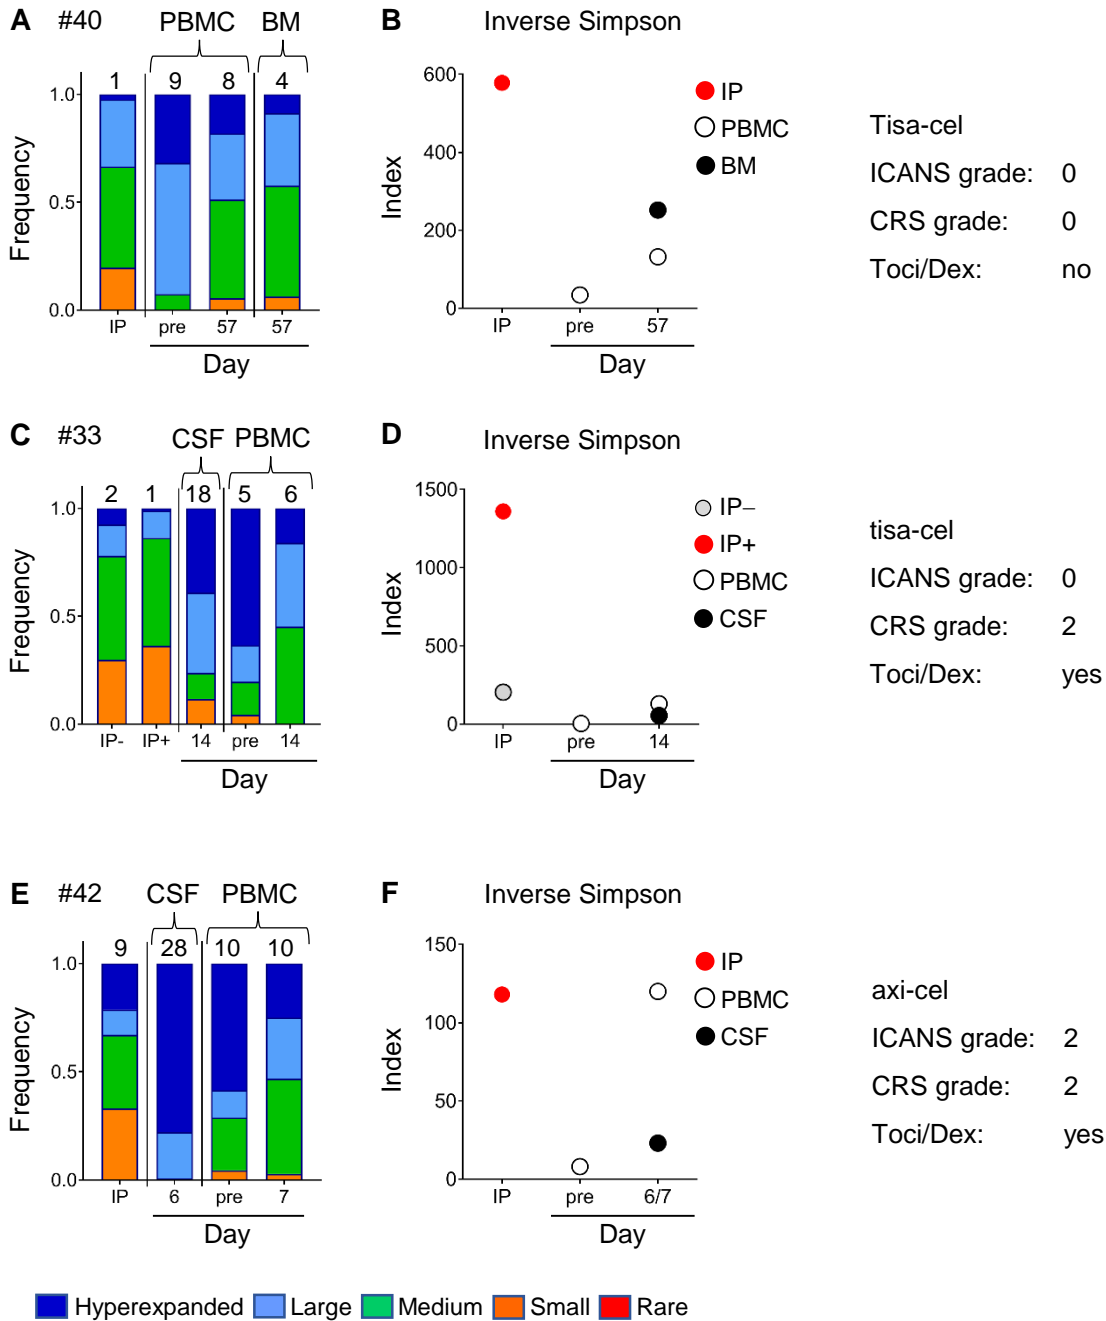 A #40 PBMC BM
1 9 8 4
1.0
0.5
0.0
Frequency
IP pre 57 57
Day
B Inverse Simpson
600
400
200
0
Index
IP pre 57
Day
IP
PBMC
BM
Tisa-cel
ICANS grade: 0
CRS grade: 0
Toci/Dex: no
C #33 CSF PBMC
2 1 18 5 6
1.0
0.5
0.0
Frequency
IP- IP+ 14 pre 14
Day
D Inverse Simpson
1500
1000
500
0
Index
IP pre 14
Day
IP−
IP+
PBMC
CSF
tisa-cel
ICANS grade: 0
CRS grade: 2
Toci/Dex: yes
E #42 CSF PBMC
9 28 10 10
1.0
0.5
0.0
Frequency
IP 6 pre 7
Day
F Inverse Simpson
150
100
50
0
Index
IP pre 6/7
Day
IP
PBMC
CSF
axi-cel
ICANS grade: 2
CRS grade: 2
Toci/Dex: yes
Hyperexpanded Large Medium Small Rare